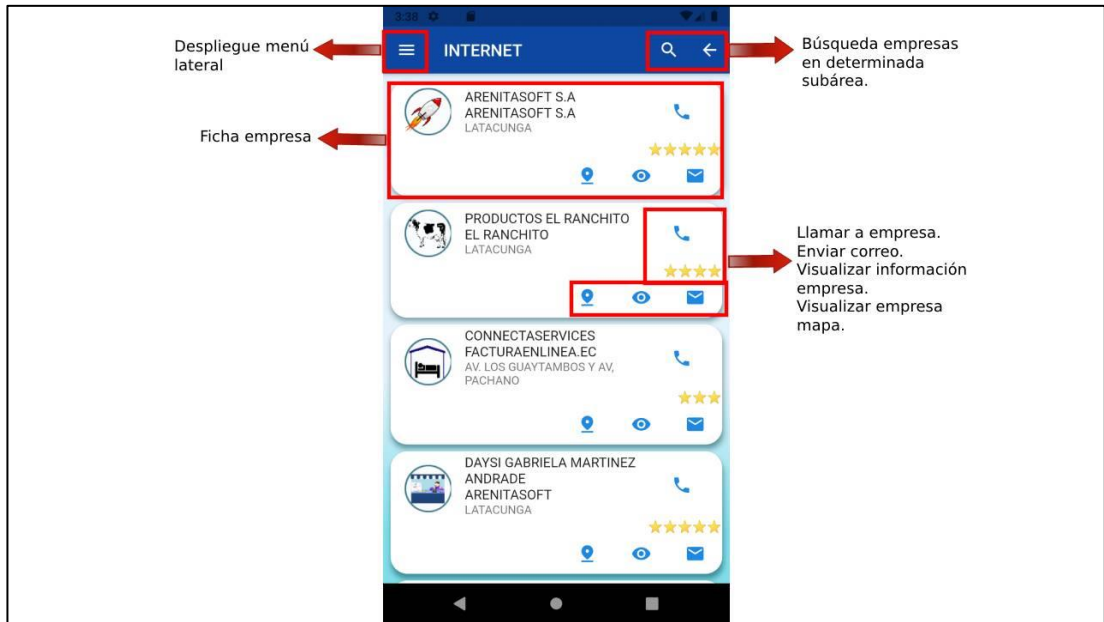 3:38
Despliegue menú
lateral
INTERNET
Búsqueda empresas
en determinada
subárea.
Ficha empresa
ARENITASOFT S.A
ARENITASOFT S.A
LATACUNGA
PRODUCTOS EL RANCHITO
EL RANCHITO
LATACUNGA
Llamar a empresa.
Enviar correo.
Visualizar información
empresa.
Visualizar empresa
mapa.
CONNECTASERVICES
FACTURAENLINEA.EC
AV. LOS GUAYTAMBOS Y AV,
PACHANO
DAYSI GABRIELA MARTINEZ
ANDRADE
ARENITASOFT
LATACUNGA